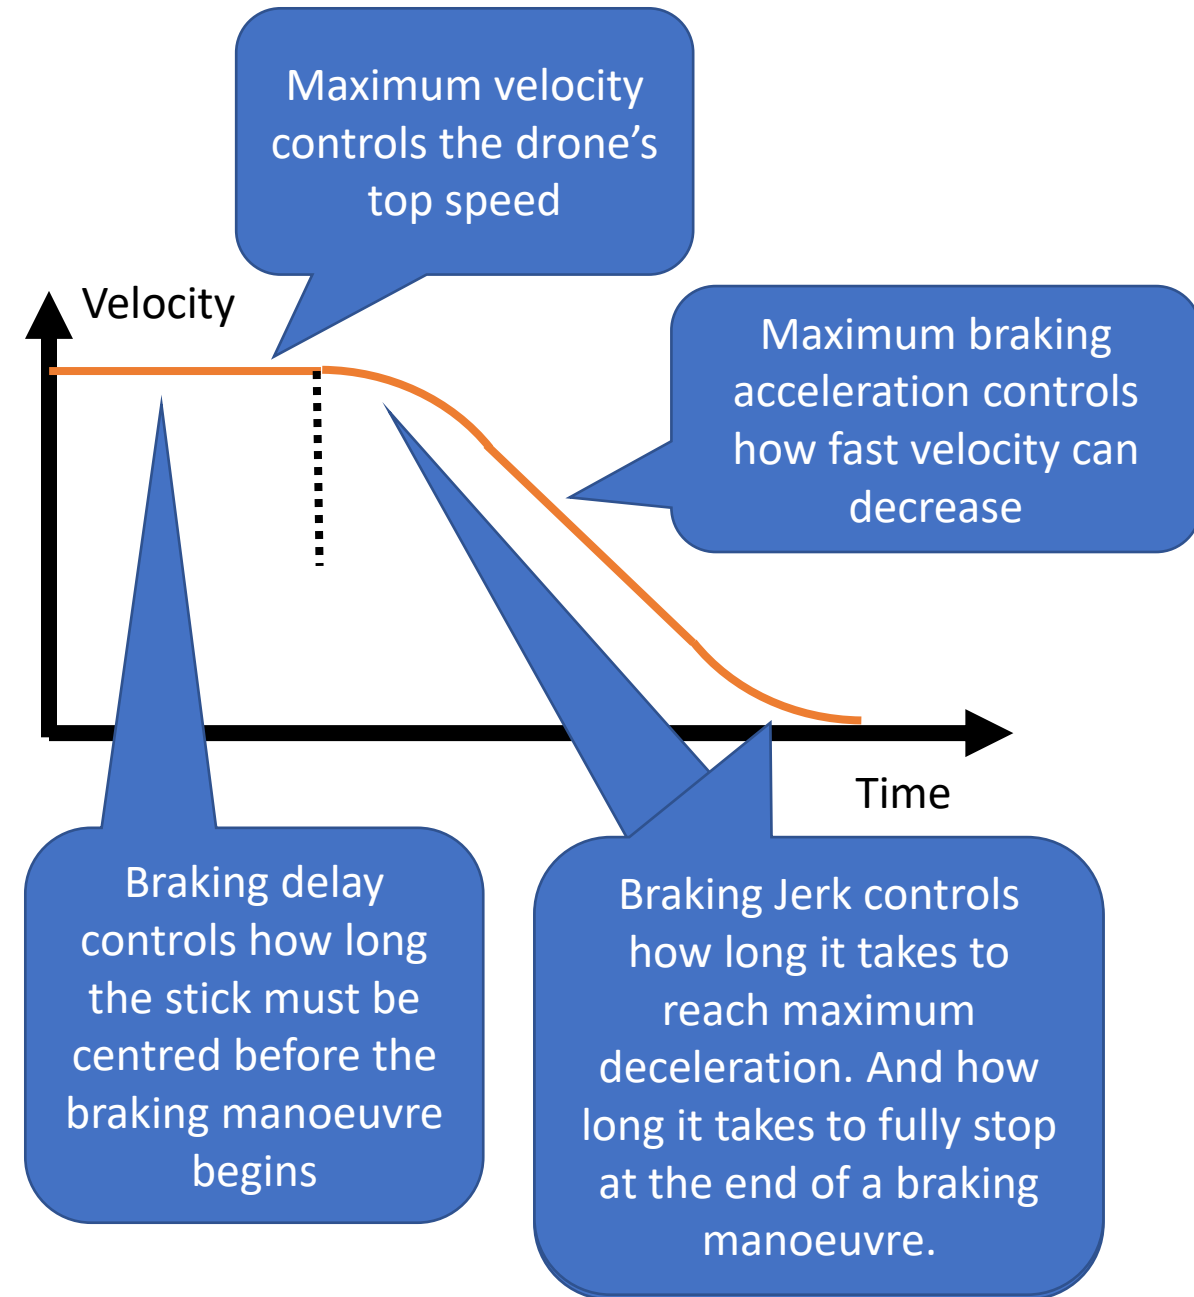 Maximum velocity
controls the drone’s
top speed
Velocity
Maximum braking
acceleration controls
how fast velocity can
decrease
Time
Braking delay
controls how long
the stick must be
centred before the
braking manoeuvre
begins
Braking Jerk controls
how long it takes to
reach maximum
deceleration. And how
long it takes to fully stop
at the end of a braking
manoeuvre.